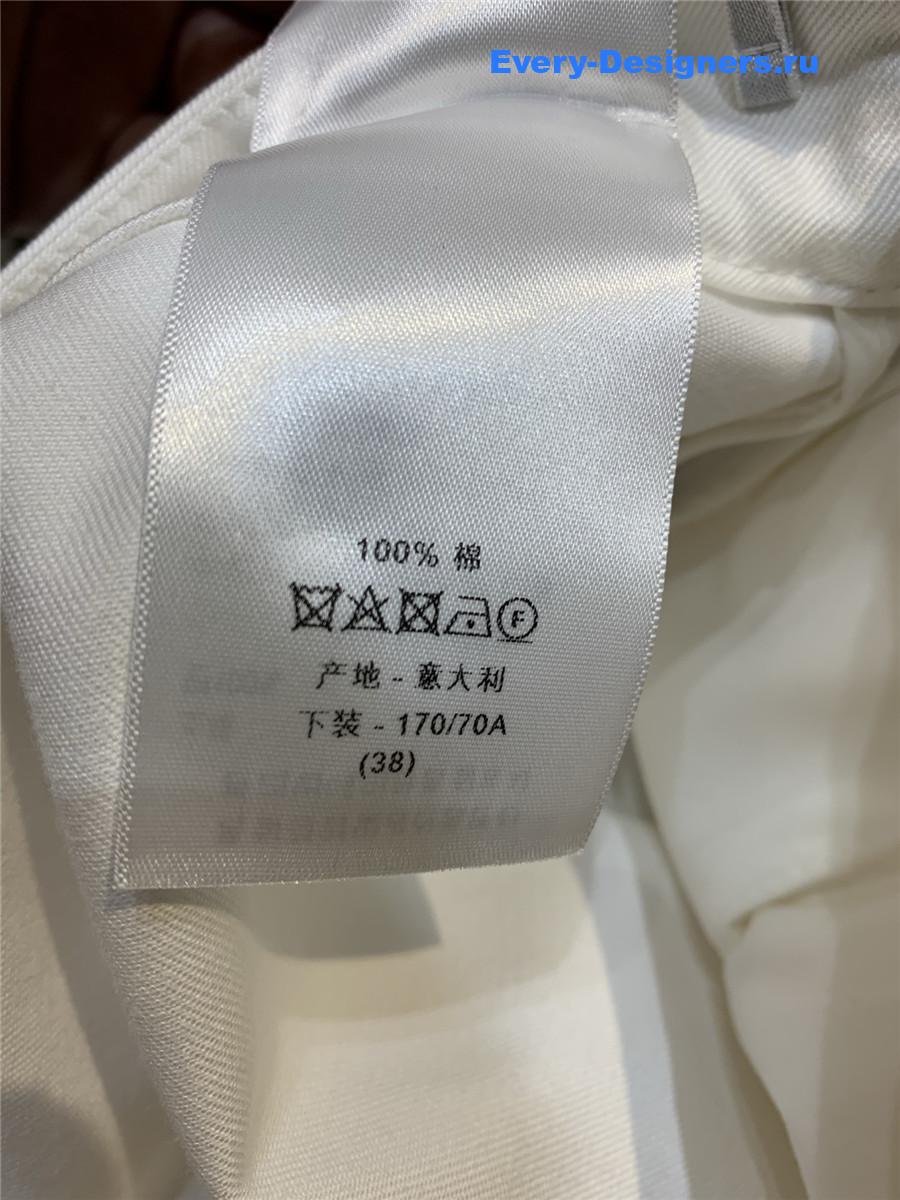 Every-Designers.ru
100% 棉
F
产地 - 意大利
下装 - 170/70A
(38)